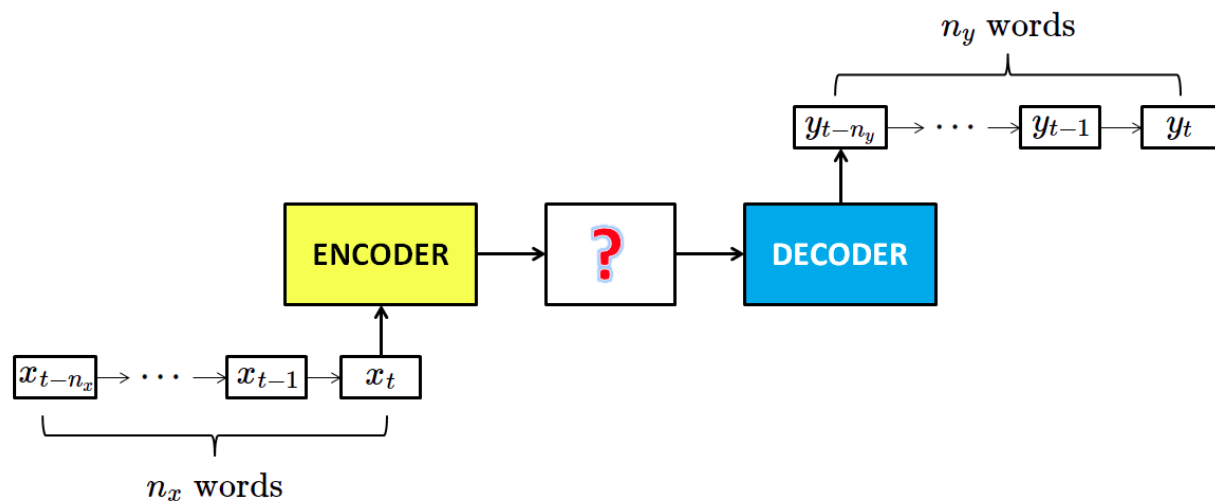 n_y words
y_{t-n_y} → ··· → y_{t-1} → y_t
ENCODER → ? → DECODER
x_{t-n_x} → ··· → x_{t-1} → x_t
n_x words